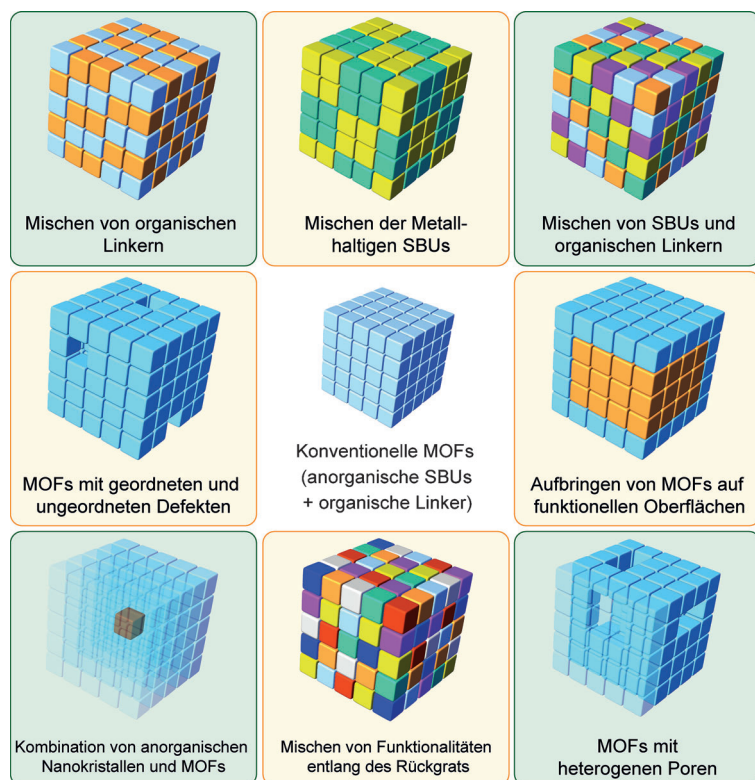 Mischen von organischen
Linkern
Mischen der Metall-
haltigen SBUs
Mischen von SBUs und
organischen Linkern
MOFs mit geordneten und
ungeordneten Defekten
Konventionelle MOFs
(anorganische SBUs
+ organische Linker)
Aufbringen von MOFs auf
funktionellen Oberflächen
Kombination von anorganischen
Nanokristallen und MOFs
Mischen von Funktionalitäten
entlang des Rückgrats
MOFs mit
heterogenen Poren